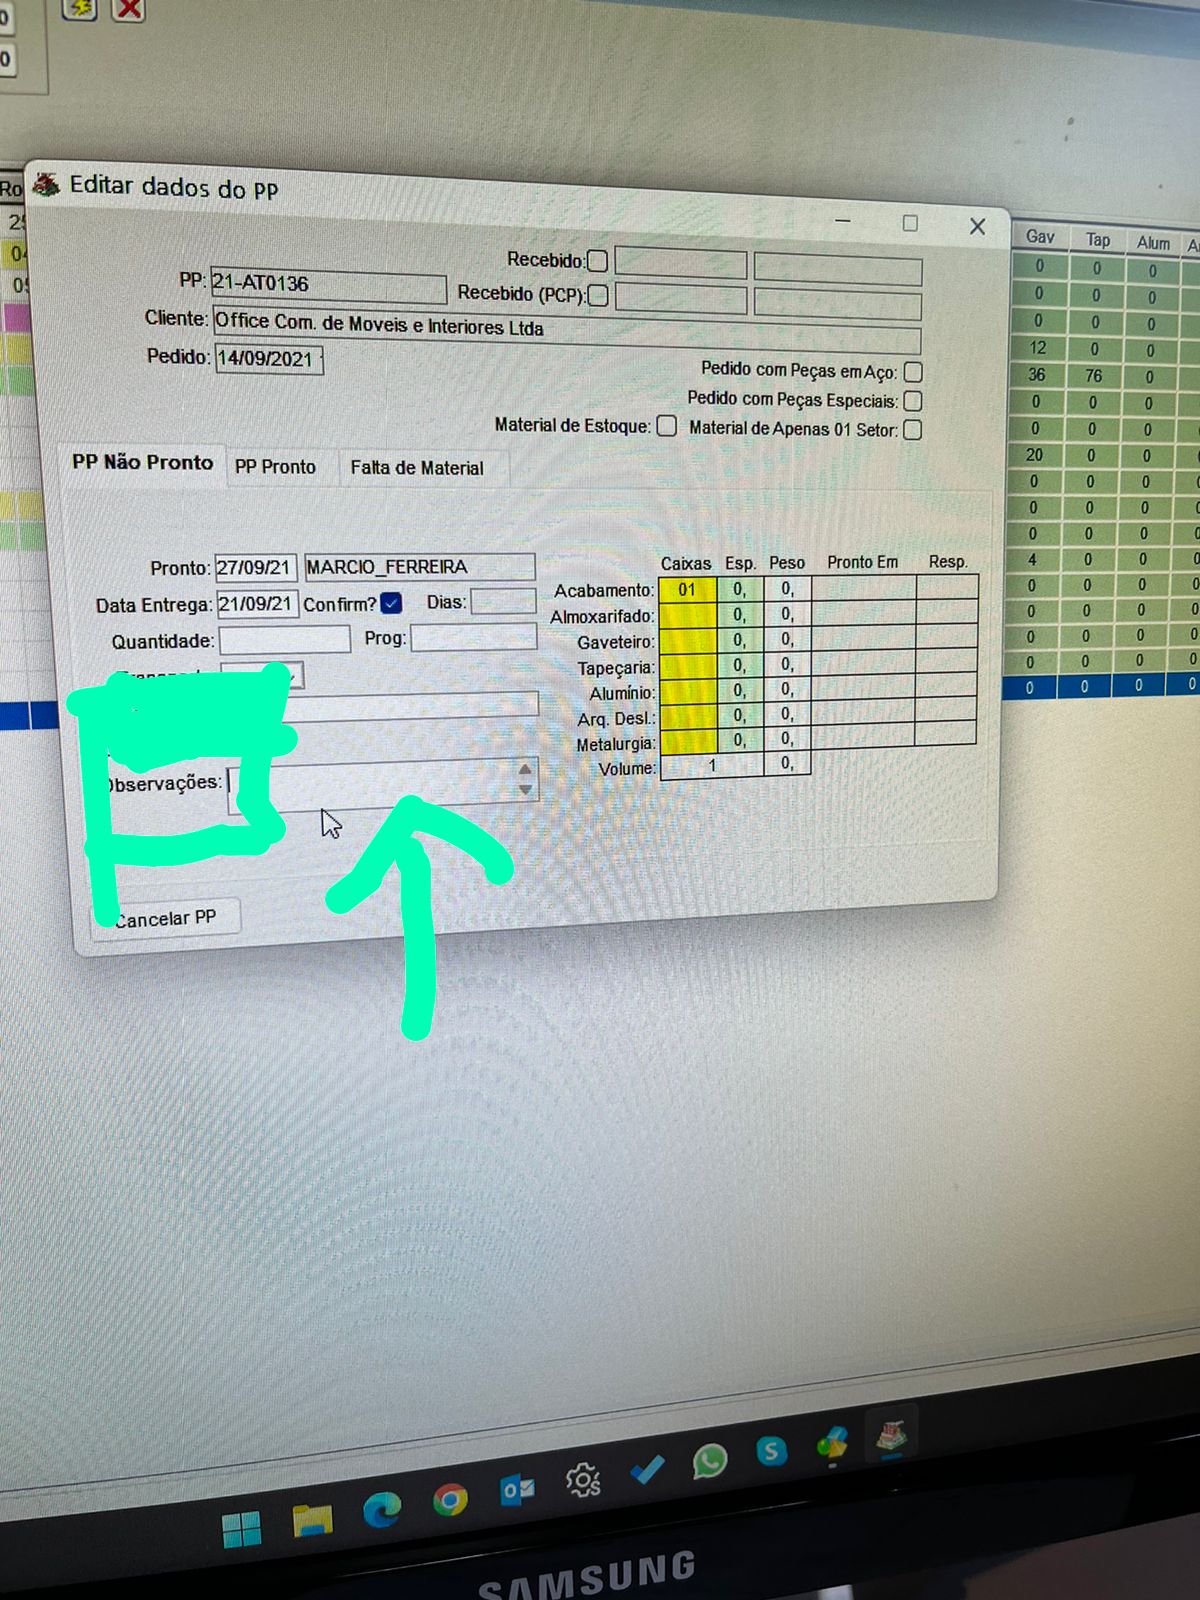 Editar dados do PP
Recebido:
PP: 21-AT0136
Recebido (PCP):
Cliente: Office Com. de Moveis e Interiores Ltda
Pedido: 14/09/2021
Pedido com Peças em Aço:
Pedido com Peças Especiais:
Material de Estoque: Material de Apenas 01 Setor:
PP Não Pronto PP Pronto Falta de Material
Pronto: 27/09/21 MARCIO_FERREIRA
Data Entrega: 21/09/21 Confirm? Dias:
Quantidade: Prog:
Observações:
Cancelar PP
Caixas Esp. Peso Pronto Em Resp.
Acabamento: 01 0, 0,
Almoxarifado: 0, 0,
Gaveteiro: 0, 0,
Tapeçaria: 0, 0,
Alumínio: 0, 0,
Arq. Desl.: 0, 0,
Metalurgia: 0, 0,
Volume: 1 0,
Gav Tap Alum
0 0 0
0 0 0
0 0 0
12 0 0
36 76 0
0 0 0
0 0 0
20 0 0
0 0 0
0 0 0
0 0 0
4 0 0
0 0 0
0 0 0
0 0 0
0 0 0
0 0 0
SAMSUNG